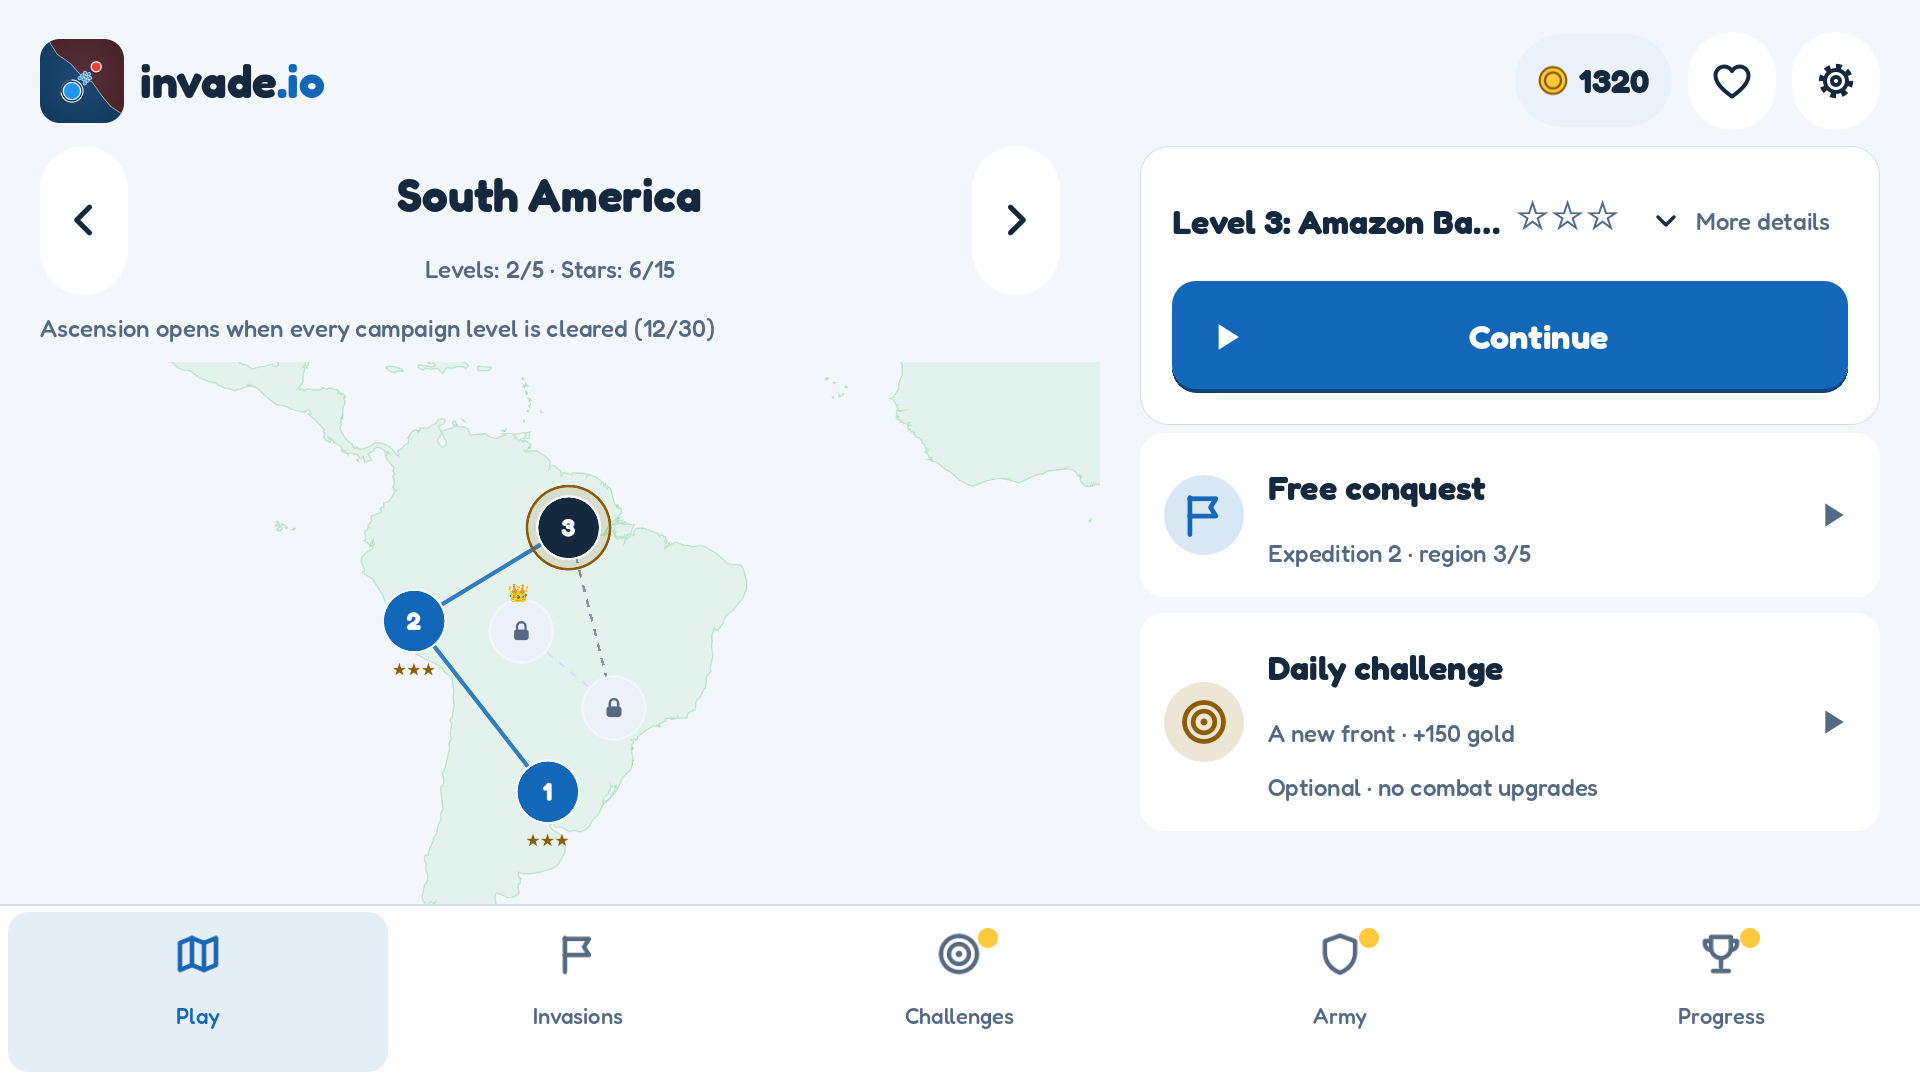 invade.io
1320
South America
Levels: 2/5 · Stars: 6/15
Ascension opens when every campaign level is cleared (12/30)
3
2
★★★
1
★★★
Level 3: Amazon Ba... ☆☆☆ More details
Continue
Free conquest
Expedition 2 · region 3/5
Daily challenge
A new front · +150 gold
Optional · no combat upgrades
Play
Invasions
Challenges
Army
Progress